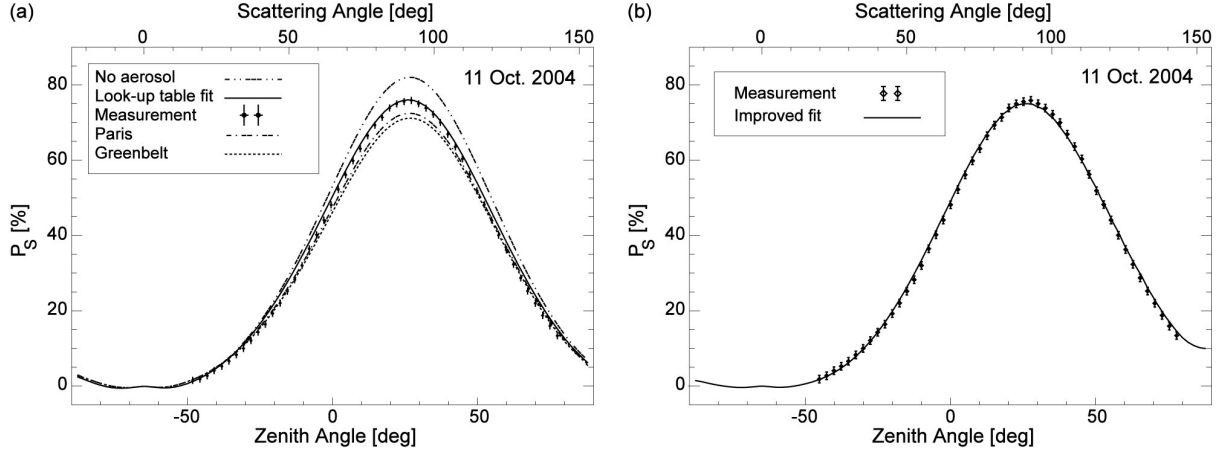 (a)
Scattering Angle [deg]
0 50 100 150
11 Oct. 2004
No aerosol
Look-up table fit
Measurement
Paris
Greenbelt
P_S [%]
80
60
40
20
0
-50 0 50
Zenith Angle [deg]
(b)
Scattering Angle [deg]
0 50 100 150
11 Oct. 2004
Measurement
Improved fit
P_S [%]
80
60
40
20
0
-50 0 50
Zenith Angle [deg]